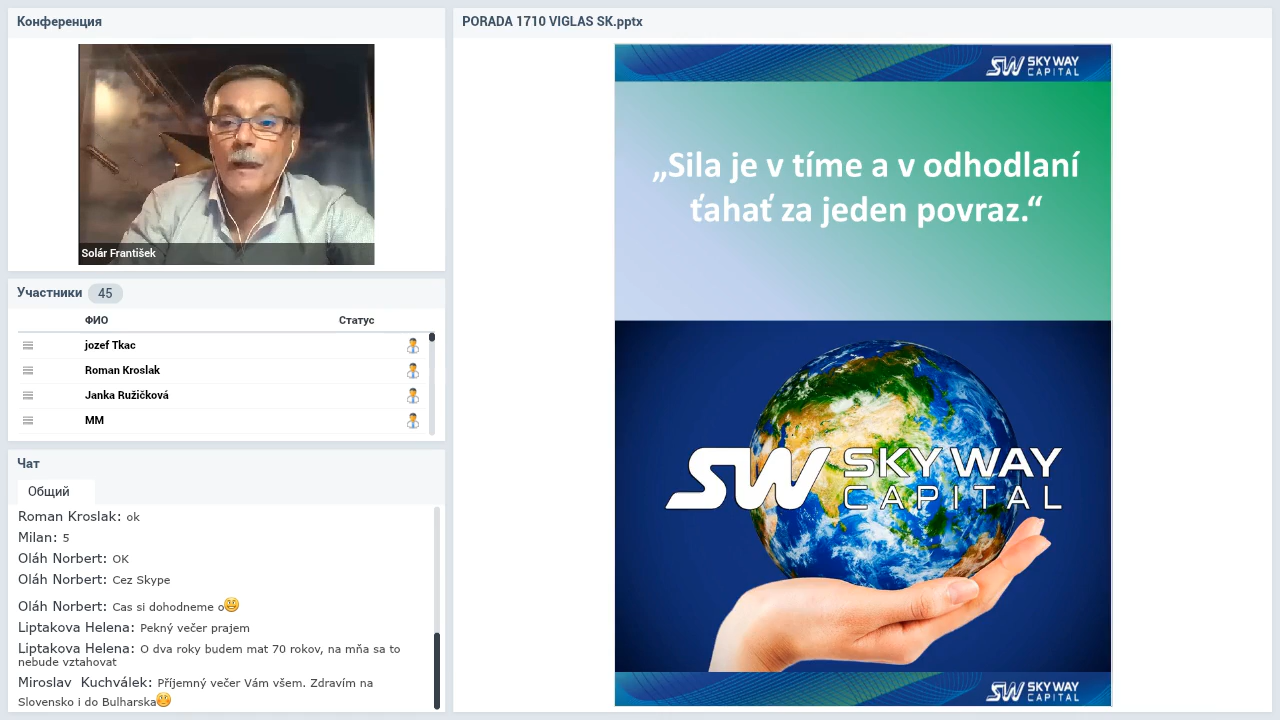 Конференция
Solár František
Участники 45
ФИО Статус
jozef Tkac
Roman Kroslak
Janka Ružičková
MM
Чат
Общий
Roman Kroslak: ok
Milan: 5
Oláh Norbert: OK
Oláh Norbert: Cez Skype
Oláh Norbert: Cas si dohodneme o
Liptakova Helena: Pekný večer prajem
Liptakova Helena: O dva roky budem mat 70 rokov, na mňa sa to
nebude vztahovat
Miroslav Kuchválek: Příjemný večer Vám všem. Zdravím na
Slovensko i do Bulharska
PORADA 1710 VIGLAS SK.pptx
SW SKY WAY
CAPITAL
„Sila je v tíme a v odhodlaní
ťahať za jeden povraz.“
SW SKY WAY
CAPITAL
SW SKY WAY
CAPITAL